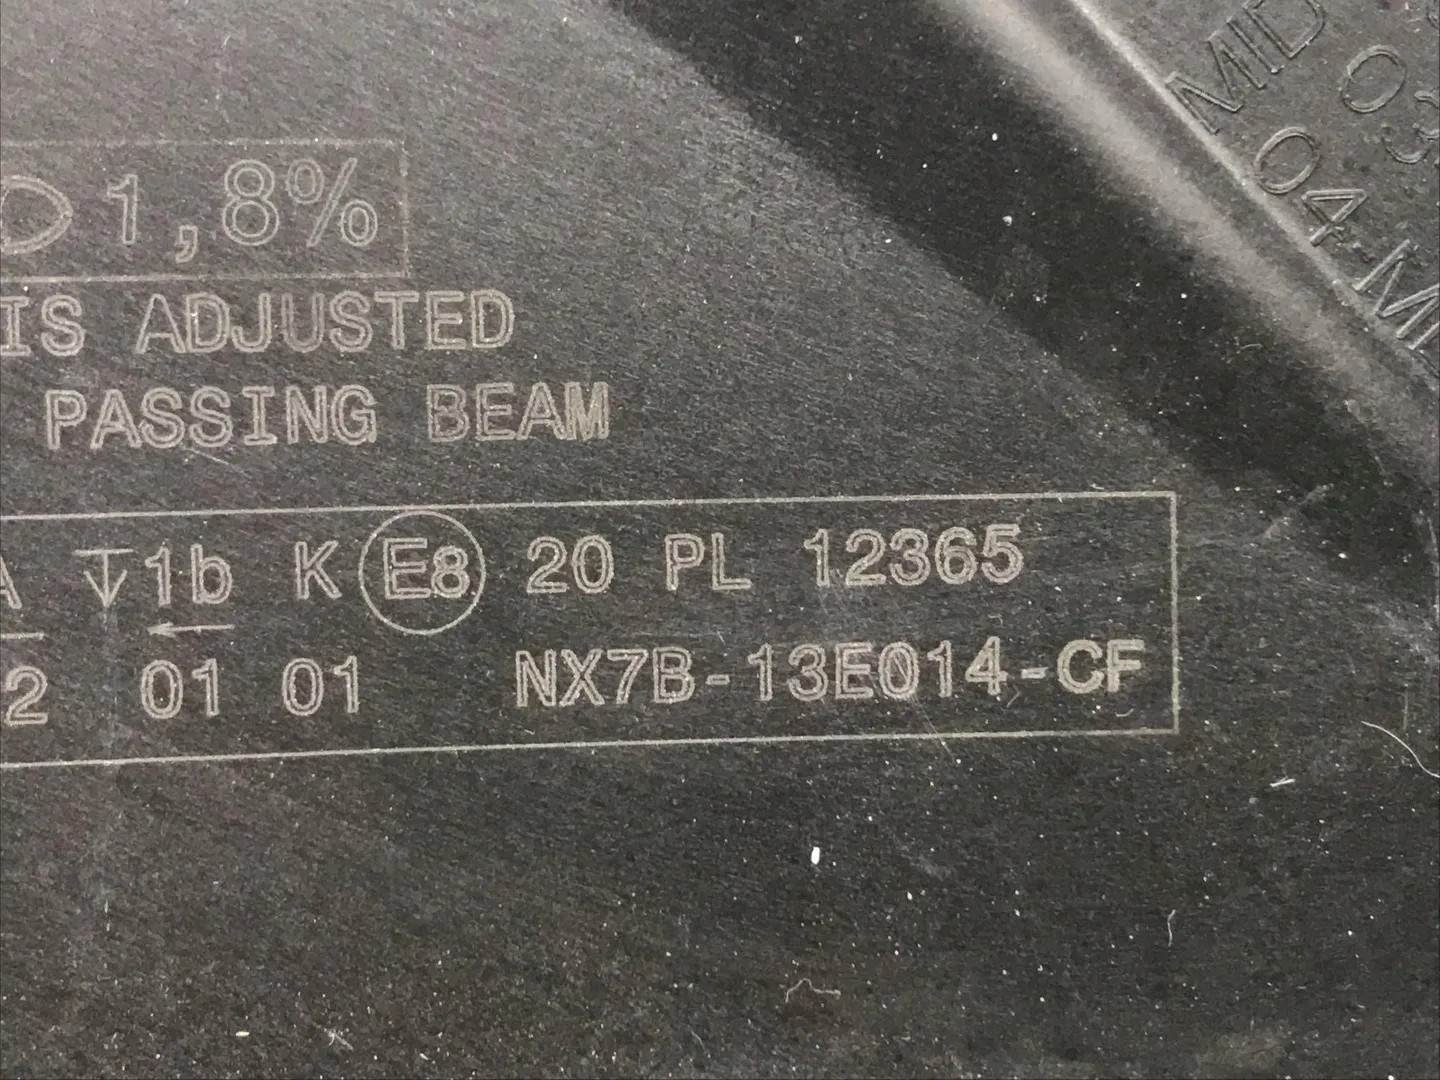 1,8%
IS ADJUSTED
PASSING BEAM
A 1b K E8 20 PL 12365
2 01 01 NX7B-13E014-CF
MID 03
04-M